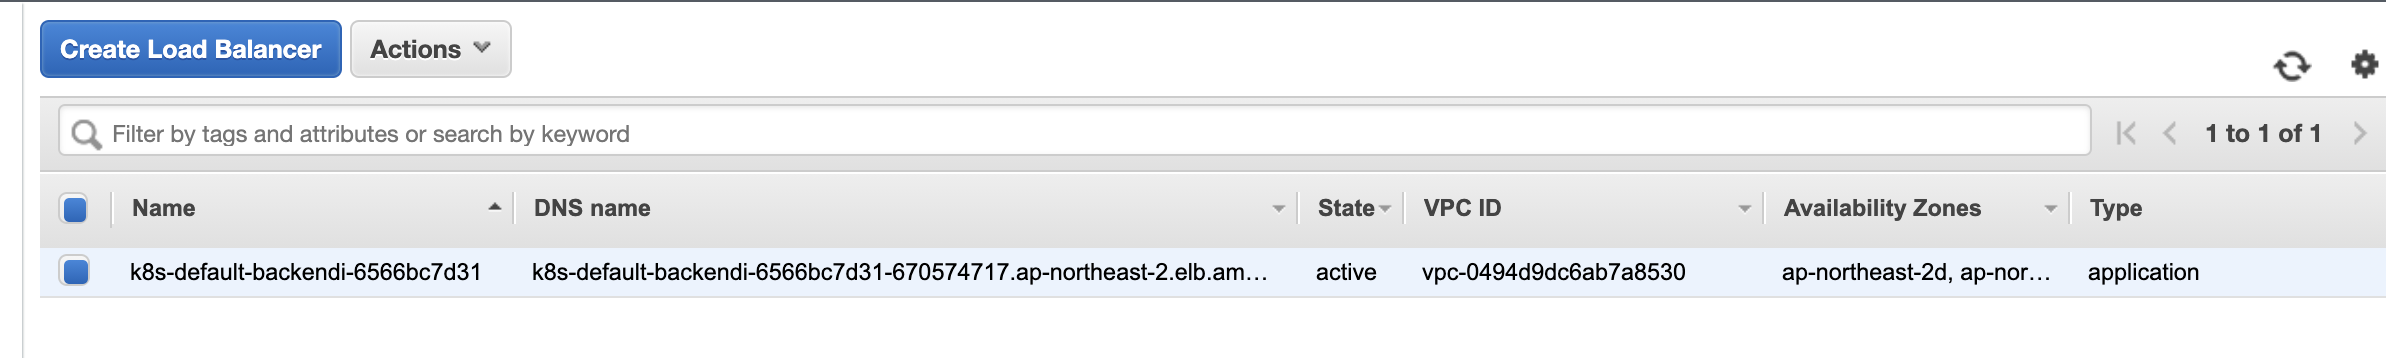 Create Load Balancer Actions
Filter by tags and attributes or search by keyword 1 to 1 of 1
Name DNS name State VPC ID Availability Zones Type
k8s-default-backendi-6566bc7d31 k8s-default-backendi-6566bc7d31-670574717.ap-northeast-2.elb.am... active vpc-0494d9dc6ab7a8530 ap-northeast-2d, ap-nor... application